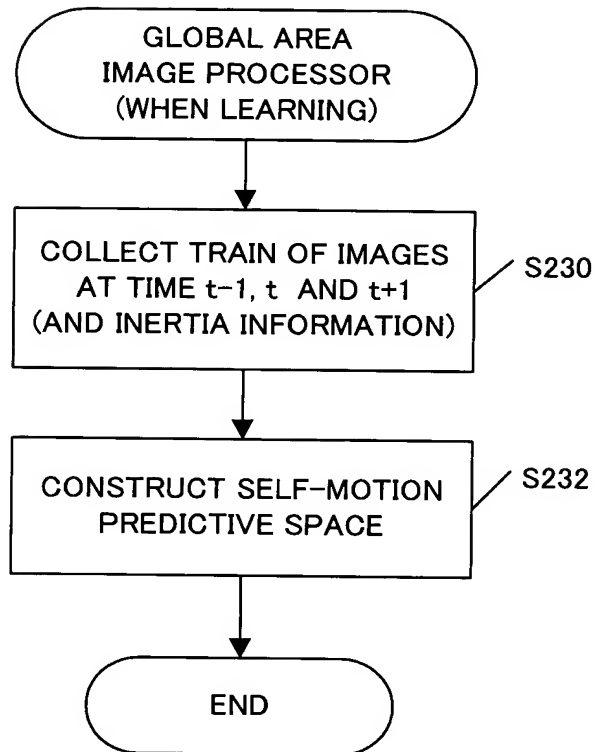 GLOBAL AREA
IMAGE PROCESSOR
(WHEN LEARNING)
COLLECT TRAIN OF IMAGES
AT TIME t-1, t AND t+1
(AND INERTIA INFORMATION)
S230
CONSTRUCT SELF-MOTION
PREDICTIVE SPACE
S232
END